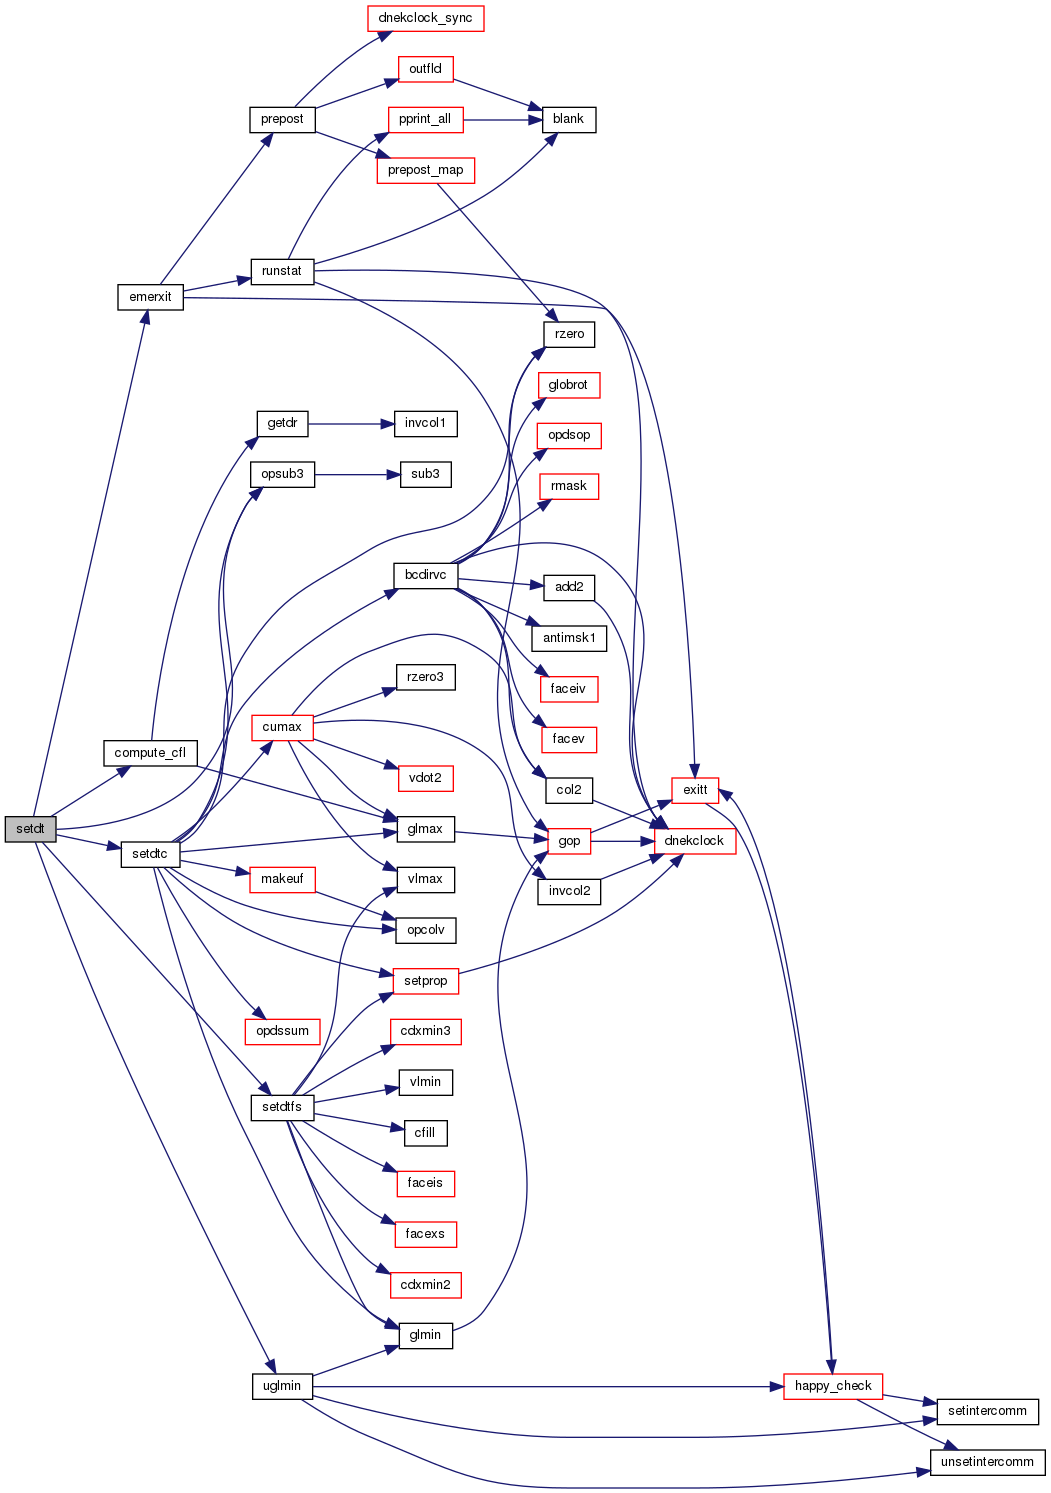 dnekclock_sync
outfld
prepost
pprint_all
blank
prepost_map
runstat
emerxit
rzero
globrot
getdr
invcol1
opdsop
opsub3
sub3
rmask
bcdirvc
add2
antimsk1
rzero3
faceiv
cumax
facev
compute_cfl
vdot2
col2
exitt
setdt
glmax
gop
dnekclock
setdtc
makeuf
vlmax
invcol2
opcolv
setprop
opdssum
cdxmin3
vlmin
setdtfs
cfill
faceis
facexs
cdxmin2
glmin
uglmin
happy_check
setintercomm
unsetintercomm